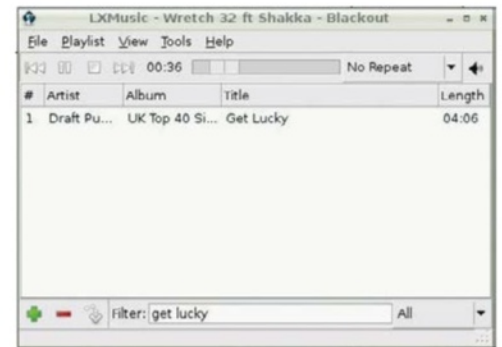 LXMusic - Wretch 32 ft Shakka - Blackout
File Playlist View Tools Help
00:36 No Repeat
# Artist Album Title Length
1 Draft Pu... UK Top 40 Si... Get Lucky 04:06
Filter: get lucky All